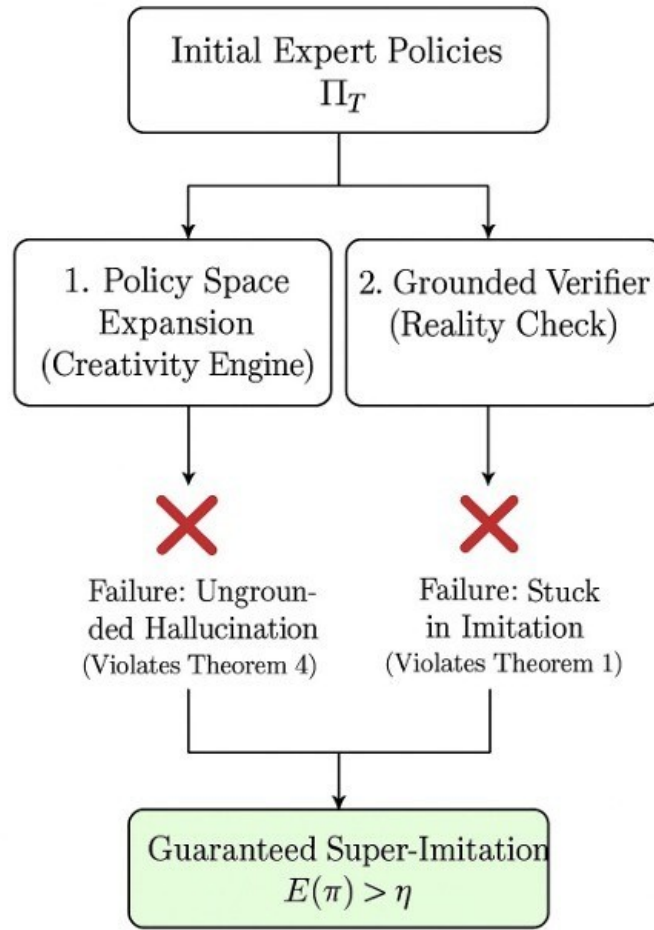 Initial Expert Policies
Π_T
1. Policy Space
Expansion
(Creativity Engine)
2. Grounded Verifier
(Reality Check)
Failure: Ungroun-
ded Hallucination
(Violates Theorem 4)
Failure: Stuck
in Imitation
(Violates Theorem 1)
Guaranteed Super-Imitation
E(π) > η